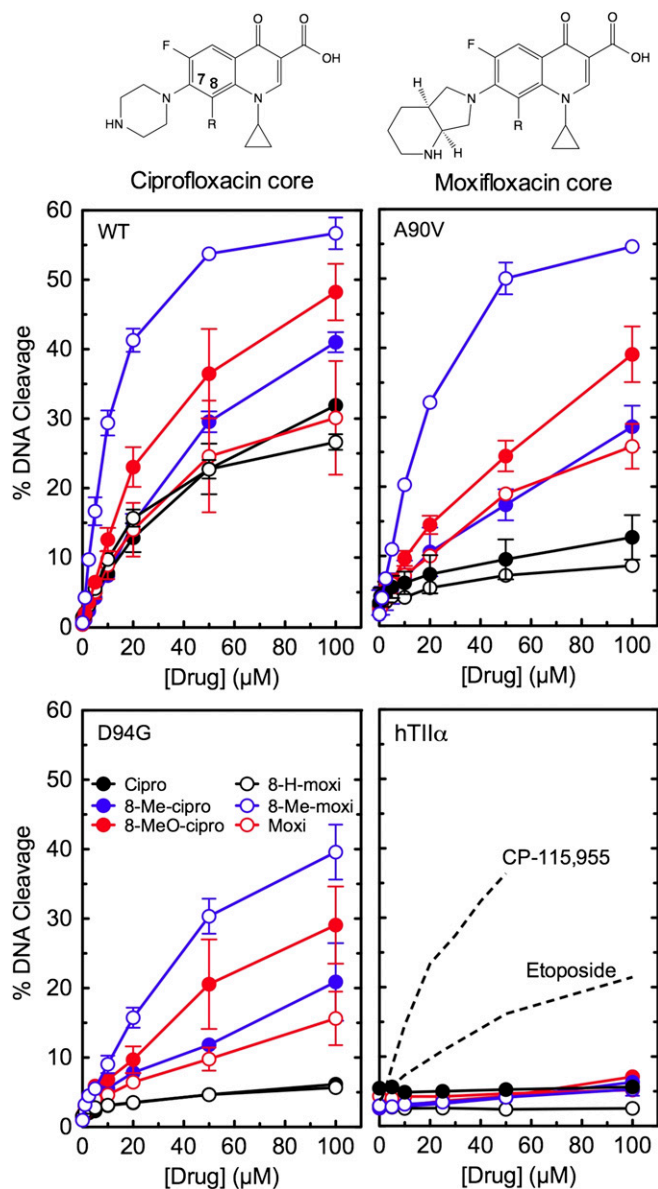 F
O
O
OH
7
8
N
N
HN
R
Ciprofloxacin core
F
O
O
OH
H
N
N
R
NH
H
Moxifloxacin core
60
50
40
30
20
10
0
% DNA Cleavage
WT
0 20 40 60 80 100
[Drug] (µM)
A90V
0 20 40 60 80 100
[Drug] (µM)
60
50
40
30
20
10
0
% DNA Cleavage
D94G
Cipro
8-H-moxi
8-Me-cipro
8-Me-moxi
8-MeO-cipro
Moxi
0 20 40 60 80 100
[Drug] (µM)
hTIIα
CP-115,955
Etoposide
0 20 40 60 80 100
[Drug] (µM)